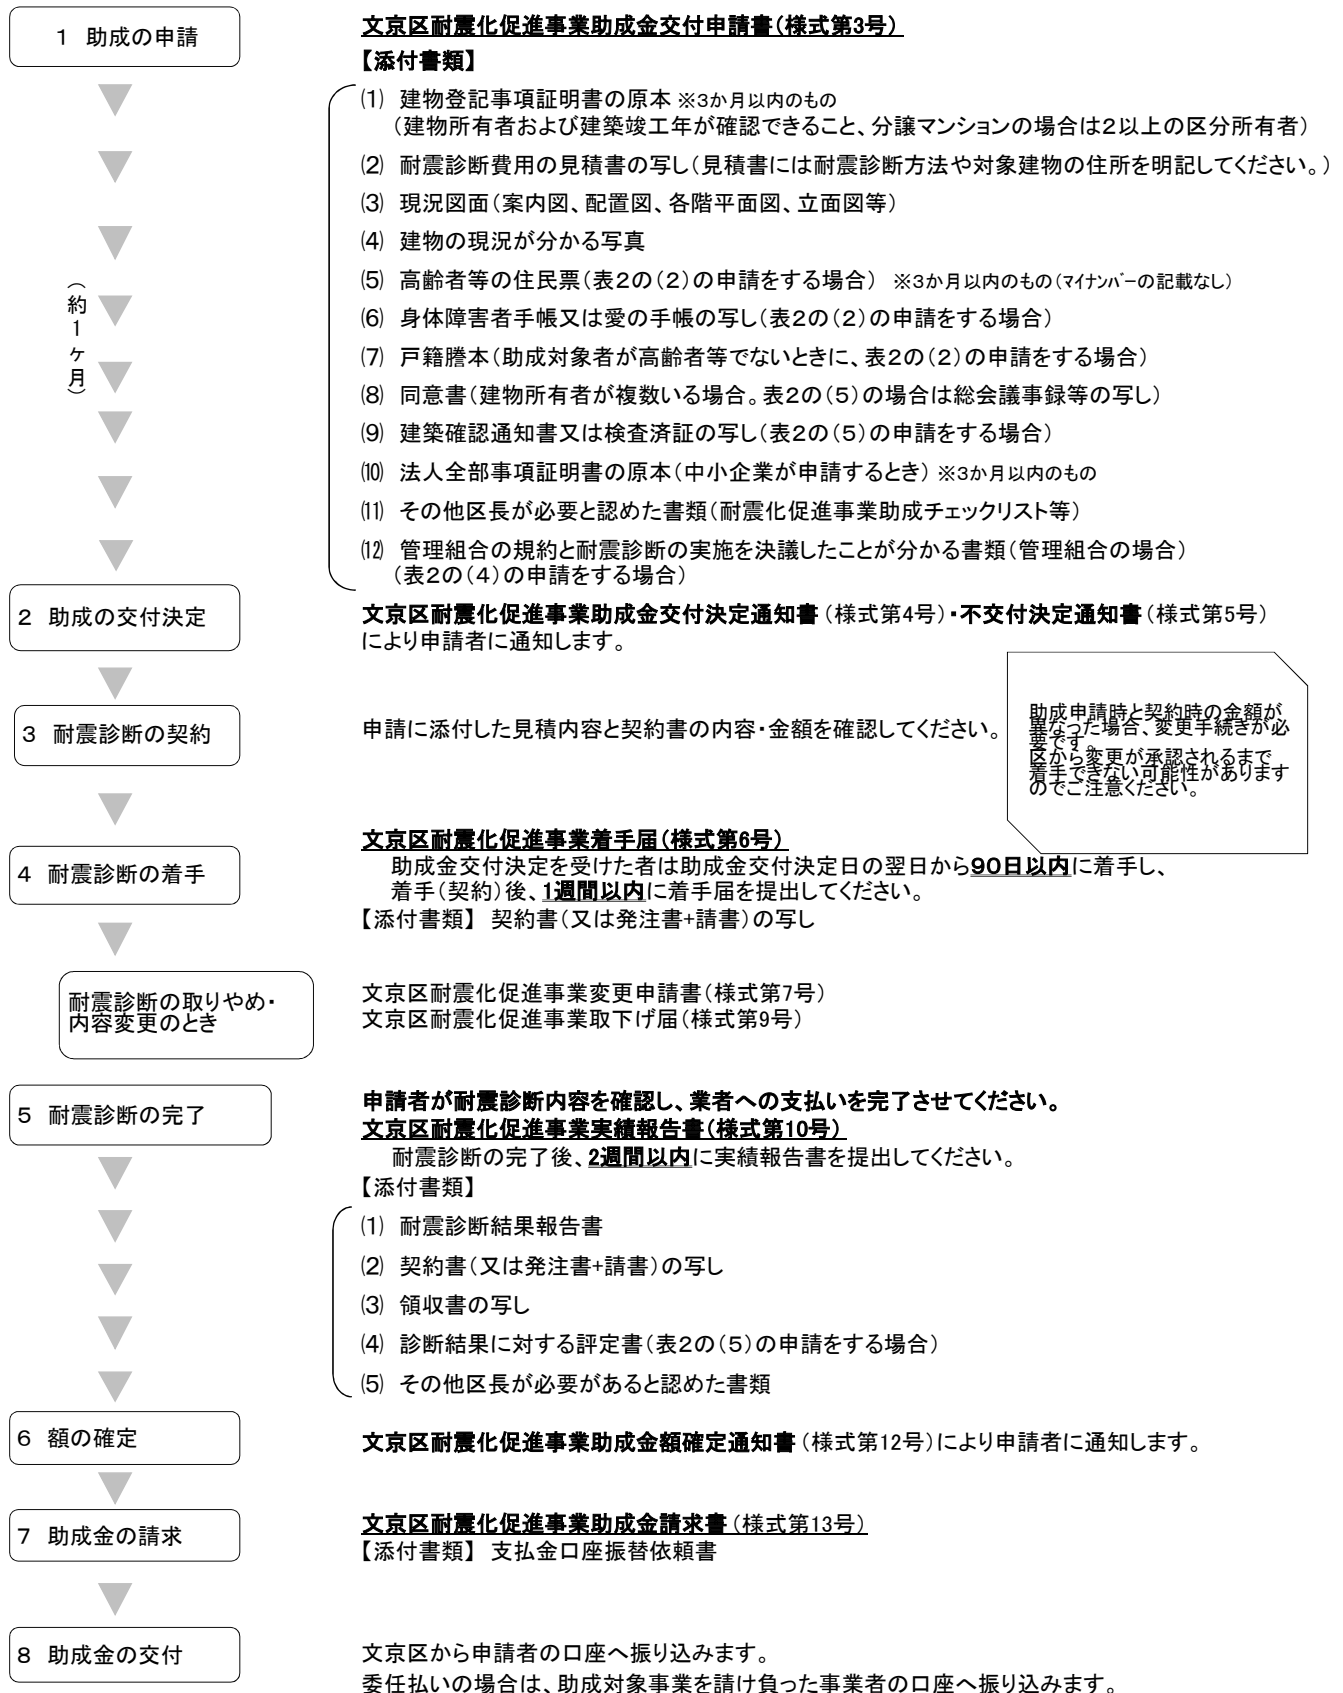 1 助成の申請
文京区耐震化促進事業助成金交付申請書（様式第3号）
【添付書類】
⑴ 建物登記事項証明書の原本 ※3か月以内のもの
（建物所有者および建築竣工年が確認できること、分譲マンションの場合は２以上の区分所有者）
⑵ 耐震診断費用の見積書の写し（見積書には耐震診断方法や対象建物の住所を明記してください。）
⑶ 現況図面（案内図、配置図、各階平面図、立面図等）
⑷ 建物の現況が分かる写真
⑸ 高齢者等の住民票（表２の（２）の申請をする場合） ※3か月以内のもの（マイナンバーの記載なし）
⑹ 身体障害者手帳又は愛の手帳の写し（表２の（２）の申請をする場合）
⑺ 戸籍謄本（助成対象者が高齢者等でないときに、表２の（２）の申請をする場合）
⑻ 同意書（建物所有者が複数いる場合。表２の（５）の場合は総会議事録等の写し）
⑼ 建築確認通知書又は検査済証の写し（表２の（５）の申請をする場合）
⑽ 法人全部事項証明書の原本（中小企業が申請するとき）※3か月以内のもの
⑾ その他区長が必要と認めた書類（耐震化促進事業助成チェックリスト等）
⑿ 管理組合の規約と耐震診断の実施を決議したことが分かる書類（管理組合の場合）
（表２の（４）の申請をする場合）
（約１ヶ月）
2 助成の交付決定
文京区耐震化促進事業助成金交付決定通知書（様式第4号）・不交付決定通知書（様式第5号）
により申請者に通知します。
3 耐震診断の契約
申請に添付した見積内容と契約書の内容・金額を確認してください。
助成申請時と契約時の金額が
異なった場合、変更手続きが必
要です。
区から変更が承認されるまで
着手できない可能性があります
のでご注意ください。
4 耐震診断の着手
文京区耐震化促進事業着手届（様式第6号）
助成金交付決定を受けた者は助成金交付決定日の翌日から９０日以内に着手し、
着手（契約）後、1週間以内に着手届を提出してください。
【添付書類】 契約書（又は発注書+請書）の写し
耐震診断の取りやめ・
内容変更のとき
文京区耐震化促進事業変更申請書（様式第7号）
文京区耐震化促進事業取下げ届（様式第9号）
5 耐震診断の完了
申請者が耐震診断内容を確認し、業者への支払いを完了させてください。
文京区耐震化促進事業実績報告書（様式第10号）
耐震診断の完了後、2週間以内に実績報告書を提出してください。
【添付書類】
⑴ 耐震診断結果報告書
⑵ 契約書（又は発注書+請書）の写し
⑶ 領収書の写し
⑷ 診断結果に対する評定書（表２の（５）の申請をする場合）
⑸ その他区長が必要があると認めた書類
6 額の確定
文京区耐震化促進事業助成金額確定通知書（様式第12号）により申請者に通知します。
7 助成金の請求
文京区耐震化促進事業助成金請求書（様式第13号）
【添付書類】 支払金口座振替依頼書
8 助成金の交付
文京区から申請者の口座へ振り込みます。
委任払いの場合は、助成対象事業を請け負った事業者の口座へ振り込みます。